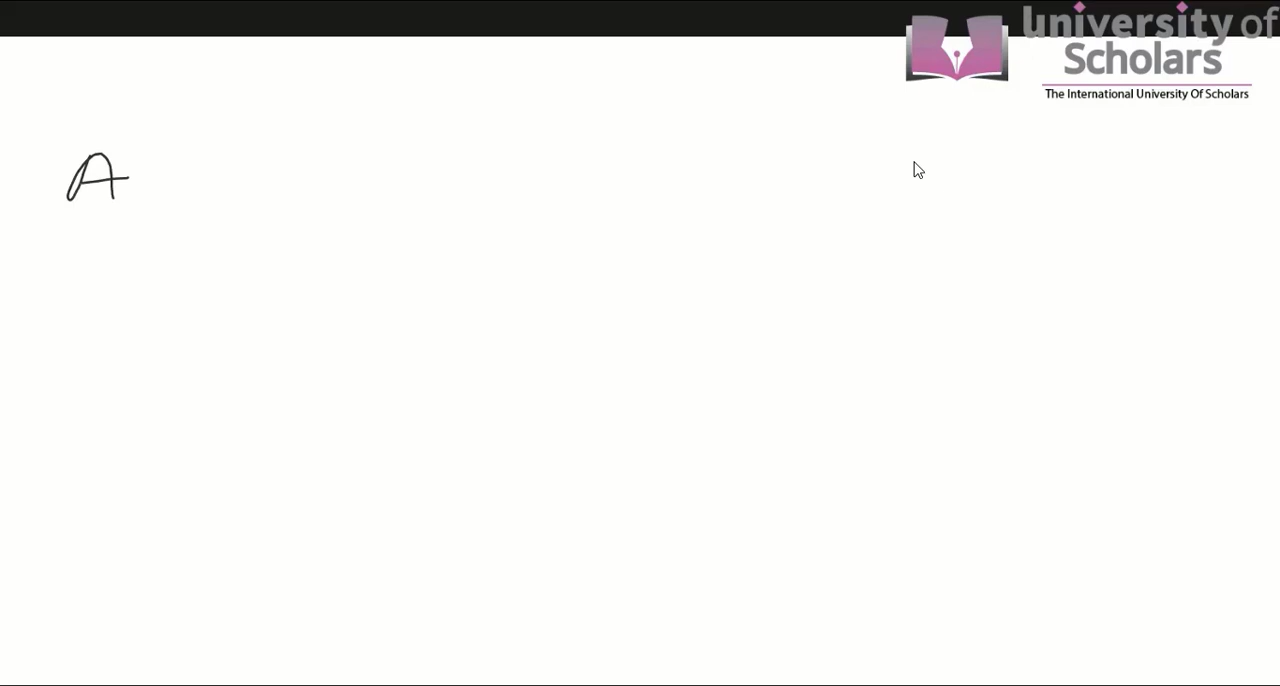 university of
Scholars
The International University Of Scholars
A